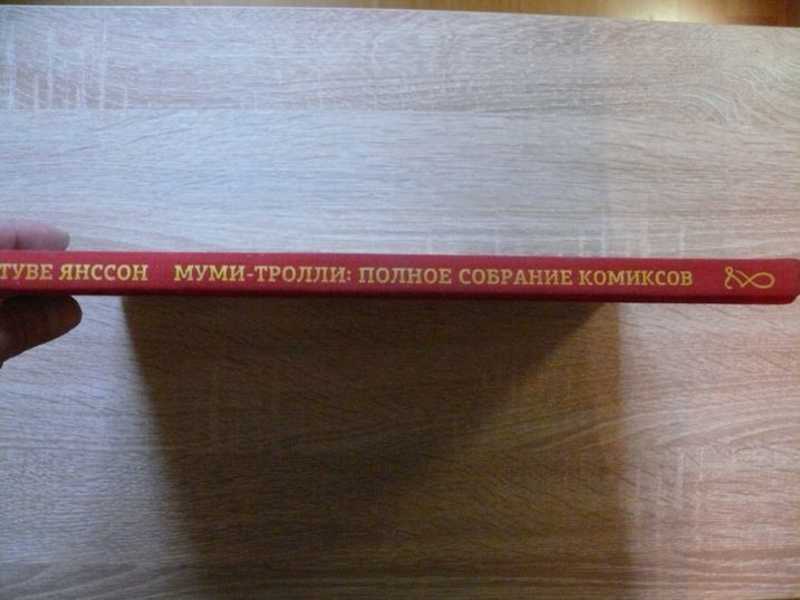 ТУВЕ ЯНССОН МУМИ-ТРОЛЛИ: ПОЛНОЕ СОБРАНИЕ КОМИКСОВ